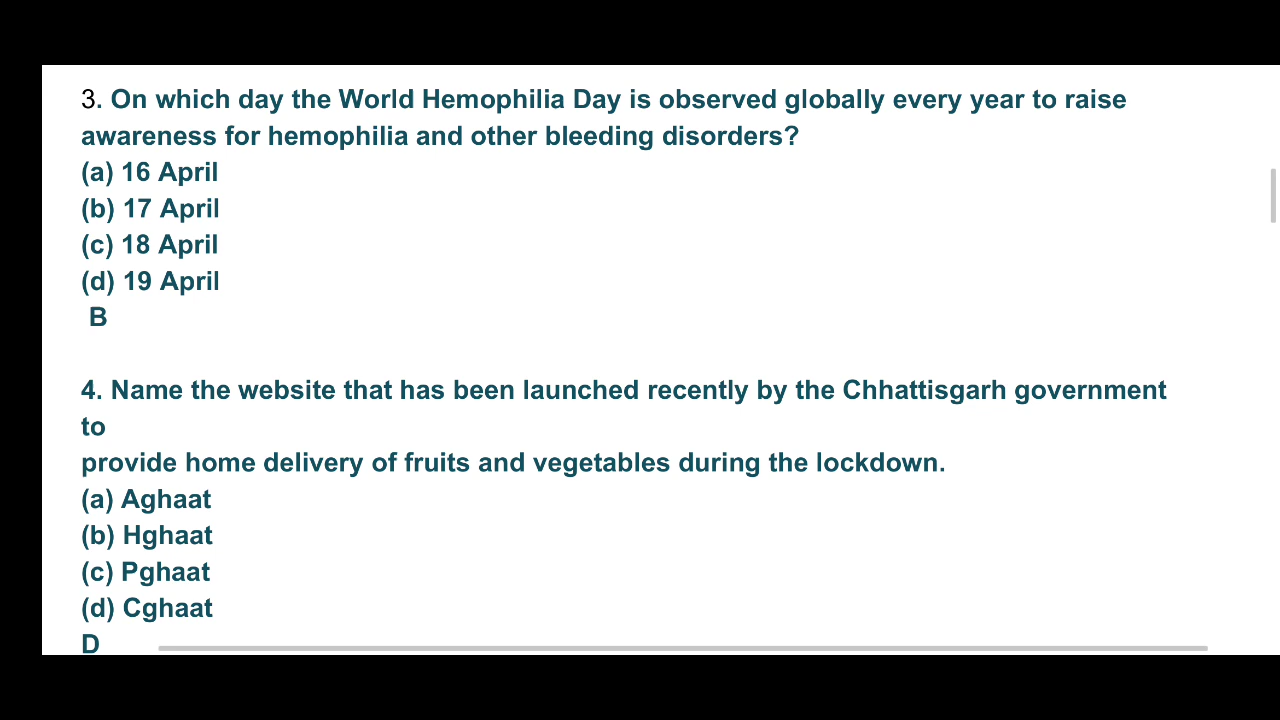 3. On which day the World Hemophilia Day is observed globally every year to raise
awareness for hemophilia and other bleeding disorders?
(a) 16 April
(b) 17 April
(c) 18 April
(d) 19 April
B
4. Name the website that has been launched recently by the Chhattisgarh government
to
provide home delivery of fruits and vegetables during the lockdown.
(a) Aghaat
(b) Hghaat
(c) Pghaat
(d) Cghaat
D